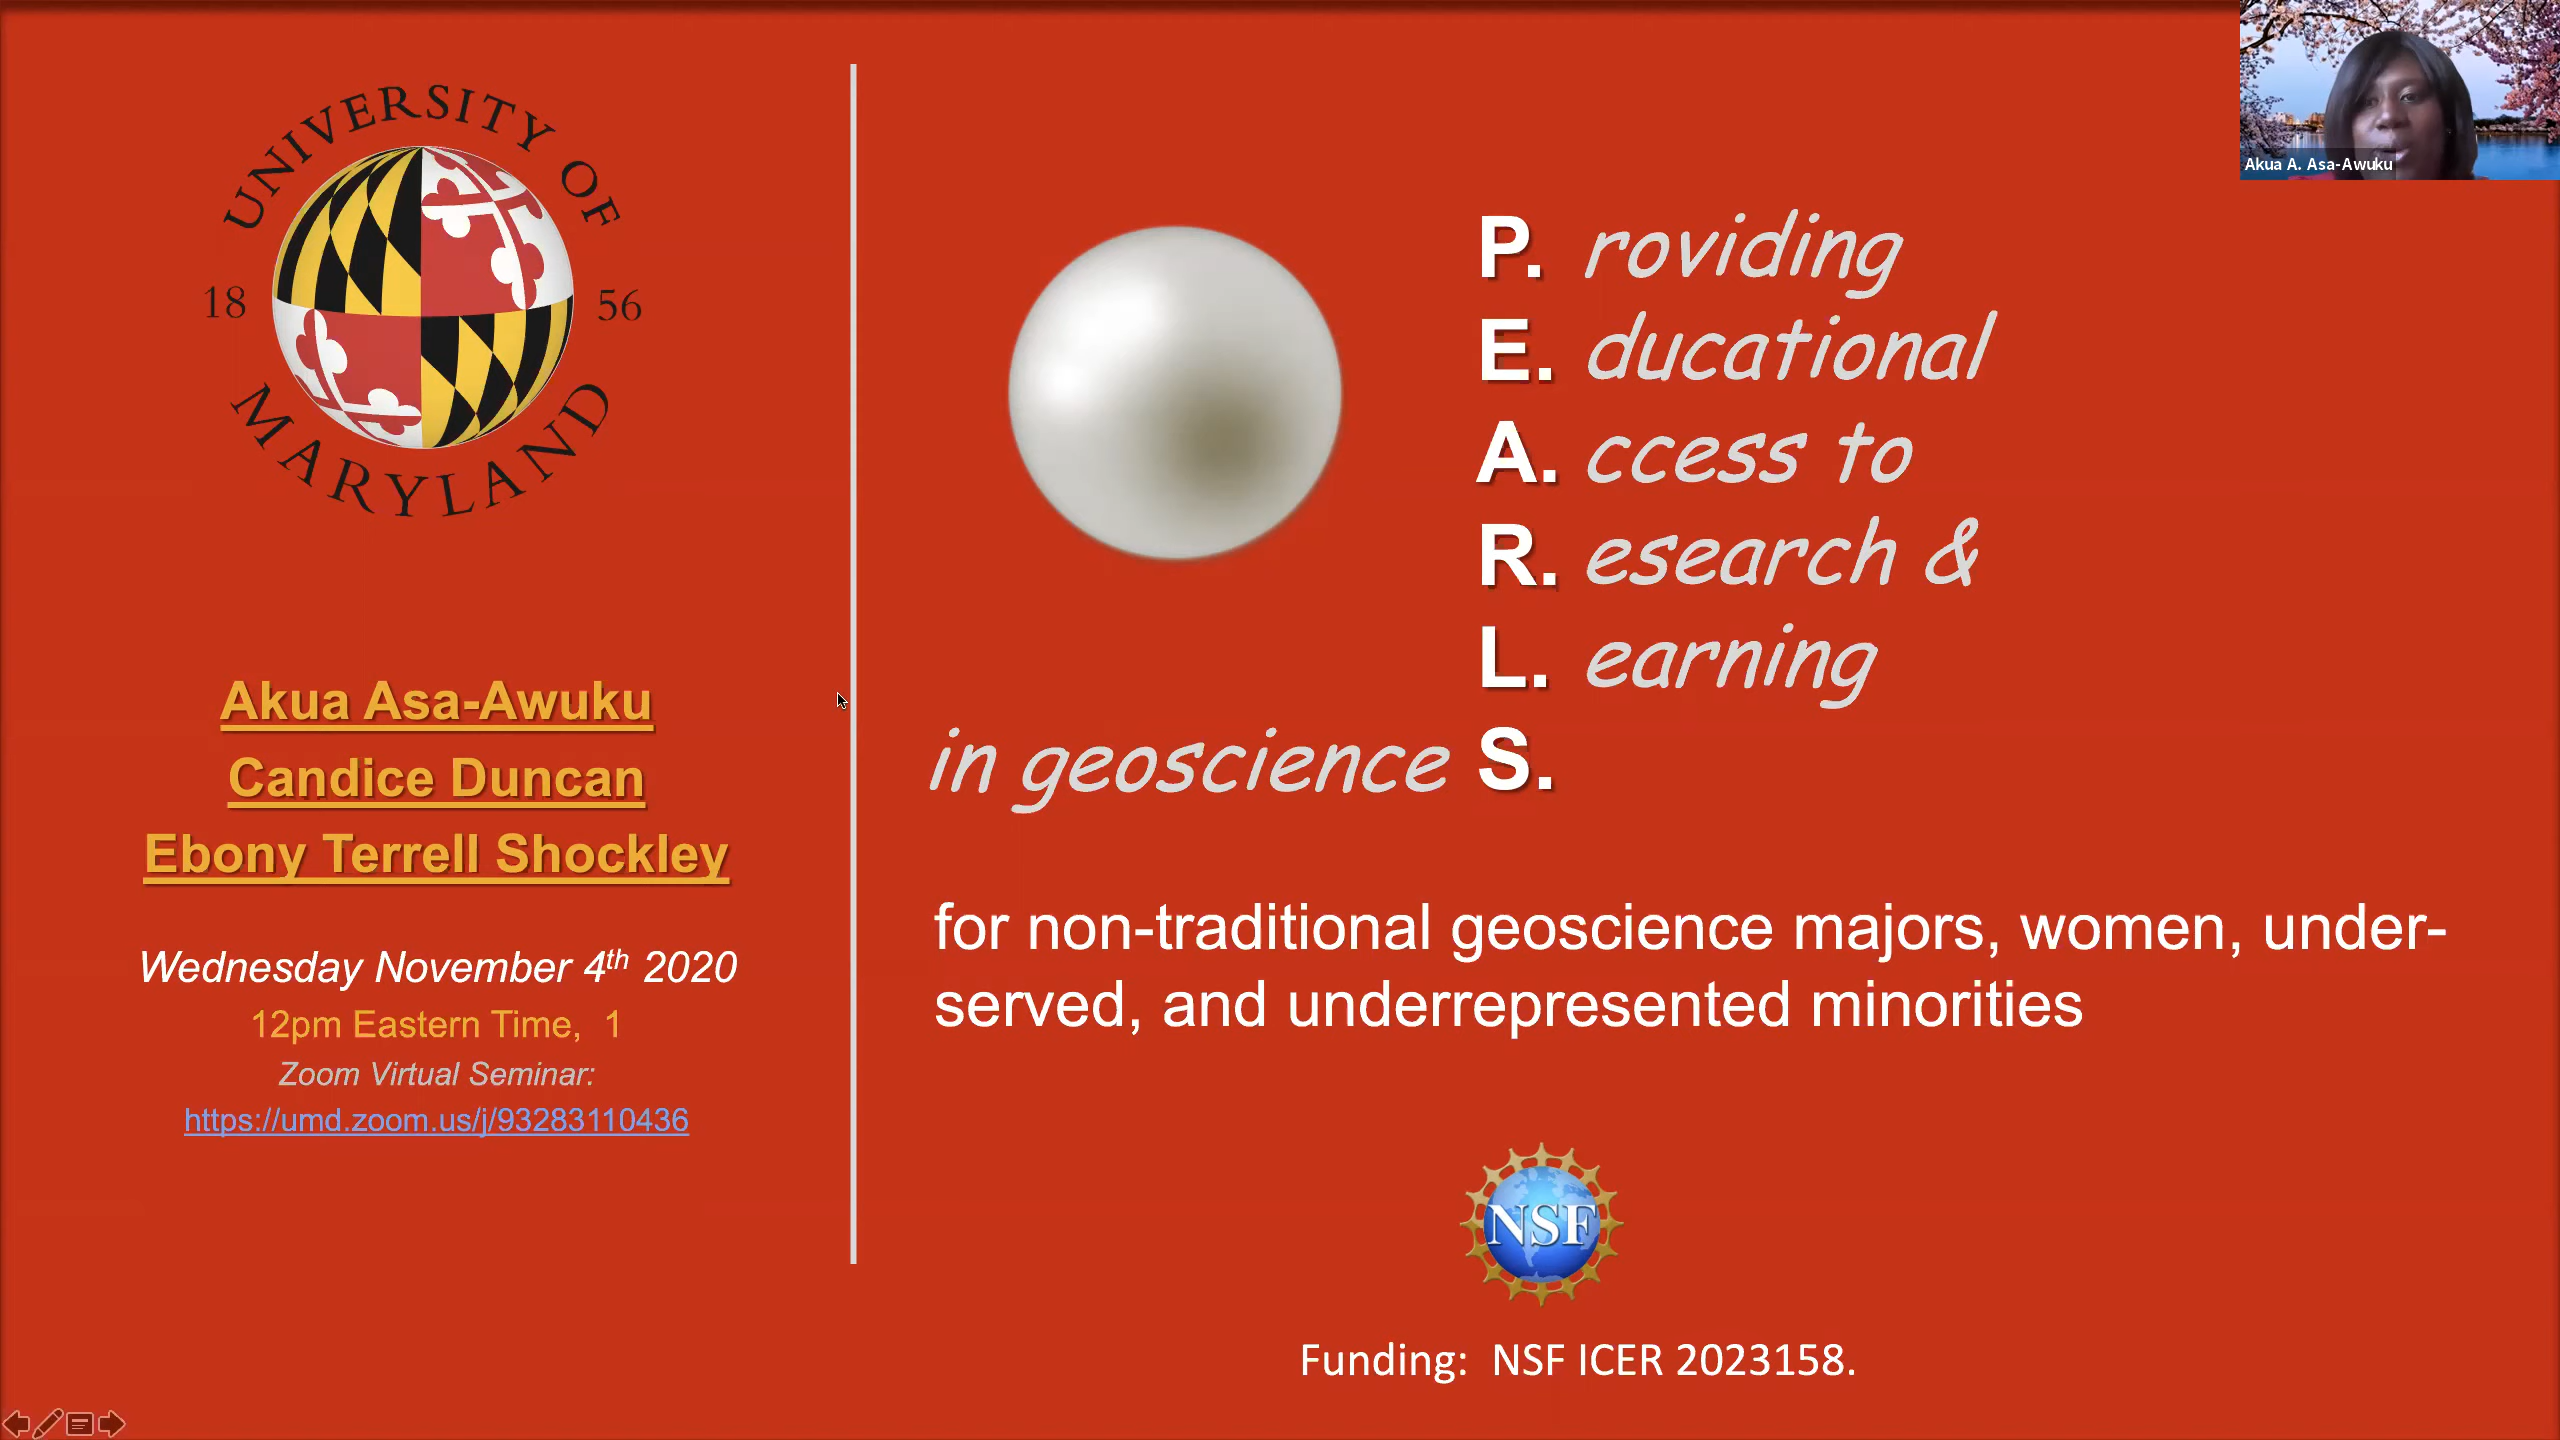 UNIVERSITY OF
18 56
MARYLAND
Akua Asa-Awuku
Candice Duncan
Ebony Terrell Shockley
Wednesday November 4th 2020
12pm Eastern Time,  1
Zoom Virtual Seminar:
https://umd.zoom.us/j/93283110436
P. roviding
E. ducational
A. ccess to
R. esearch &
L. earning
in geoscience S.
for non-traditional geoscience majors, women, under-
served, and underrepresented minorities
NSF
Funding:  NSF ICER 2023158.
Akua A. Asa-Awuku